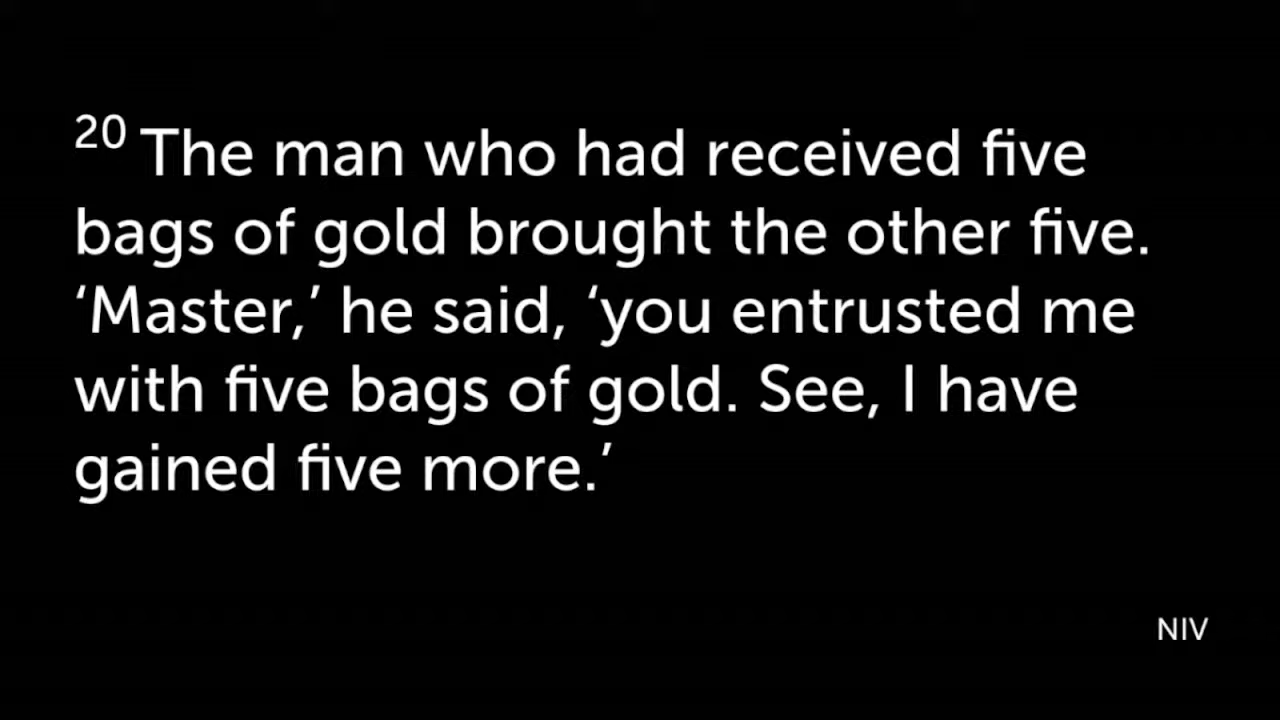 20 The man who had received five
bags of gold brought the other five.
‘Master,’ he said, ‘you entrusted me
with five bags of gold. See, I have
gained five more.’
NIV